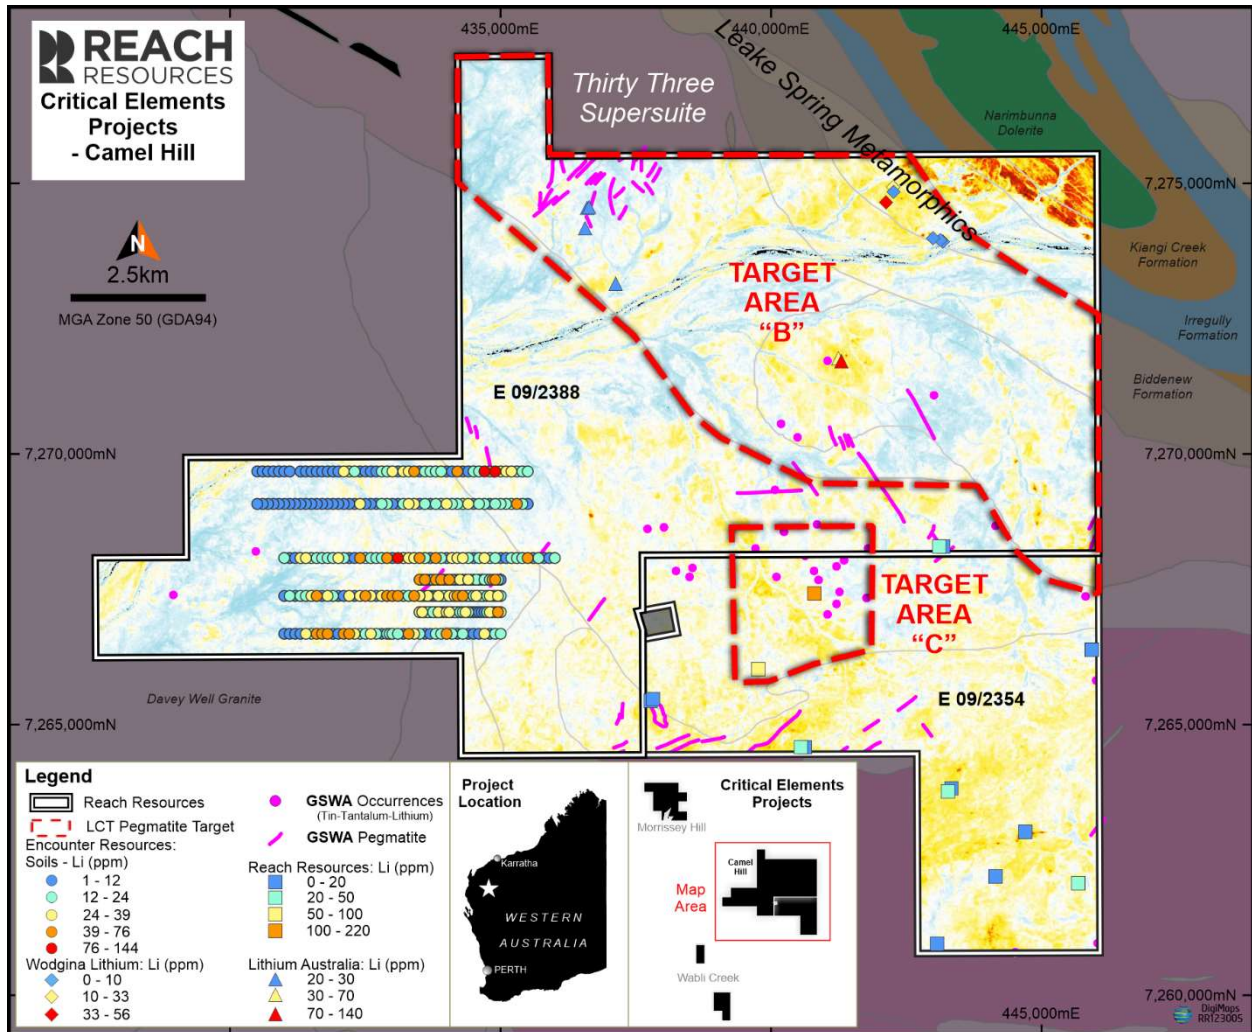 435,000mE
440,000mE
445,000mE
REACH
RESOURCES
Critical Elements
Projects
- Camel Hill
Thirty Three
Supersuite
Leake Spring Metamorphics
Narimbunna
Dolerite
7,275,000mN
Kiangi Creek
Formation
N
2.5km
MGA Zone 50 (GDA94)
TARGET
AREA
“B”
Irregully
Formation
Biddenew
Formation
E 09/2388
7,270,000mN
7,270,000mN
TARGET
AREA
“C”
Davey Well Granite
E 09/2354
7,265,000mN
7,265,000mN
Legend
Reach Resources
LCT Pegmatite Target
Encounter Resources:
Soils - Li (ppm)
1 - 12
12 - 24
24 - 39
39 - 76
76 - 144
Wodgina Lithium: Li (ppm)
0 - 10
10 - 33
33 - 56
GSWA Occurrences
(Tin-Tantalum-Lithium)
GSWA Pegmatite
Reach Resources: Li (ppm)
0 - 20
20 - 50
50 - 100
100 - 220
Lithium Australia: Li (ppm)
20 - 30
30 - 70
70 - 140
Project
Location
Karratha
WESTERN
AUSTRALIA
PERTH
Critical Elements
Projects
Morrissey Hill
Camel
Hill
Map
Area
Wabli Creek
7,260,000mN
445,000mE
DigiMaps
RR123005